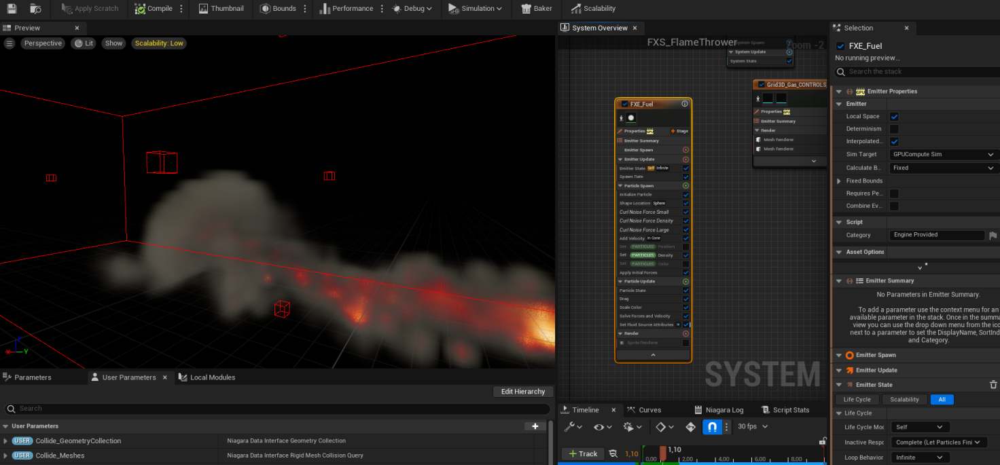 Apply Scratch Compile Thumbnail Bounds Performance Debug Simulation Baker Scalability
Preview
Perspective Lit Show Scalability: Low
Z
X Y
Parameters User Parameters Local Modules
Edit Hierarchy
Search
User Parameters
USER Collide_GeometryCollection Niagara Data Interface Geometry Collection
USER Collide_Meshes Niagara Data Interface Rigid Mesh Collision Query
System Overview
FXS_FlameThrower
Zoom -2
System Spawn
System Update
System State
Grid3D_Gas_CONTROLS_
Properties GPU
Emitter Summary
Render
Mesh Renderer
Mesh Renderer
FXE_Fuel
Properties GPU Stage
Emitter Summary
Emitter Spawn
Emitter Update
Emitter State Self Infinite
Spawn Rate
Particle Spawn
Initialize Particle
Shape Location Sphere
Curl Noise Force Small
Curl Noise Force Density
Curl Noise Force Large
Add Velocity In Cone
Set: PARTICLES Position
Set: PARTICLES Density
Set: PARTICLES Color
Apply Initial Forces
Particle Update
Particle State
Drag
Scale Color
Solve Forces and Velocity
Set Fluid Source Attributes
Render
Sprite Renderer
SYSTEM
Timeline Curves Niagara Log Script Stats
30 fps
Track 1,10 1,10
0,00 2,00 4,00 6,00 8,00
Selection
FXE_Fuel
No running preview...
Search the stack
GPU Emitter Properties
Emitter
Local Space
Determinism
Interpolated...
Sim Target GPUCompute Sim
Calculate B... Fixed
Fixed Bounds
Requires Pe...
Combine Ev...
Script
Category Engine Provided
Asset Options
Emitter Summary
No Parameters in Emitter Summary.
To add a parameter use the context menu for an
available parameter in the stack. Once in the summa
view you can use the drop down menu from the ico
next to a parameter to set the DisplayName, SortInd
and Category.
Emitter Spawn
Emitter Update
Emitter State
Life Cycle Scalability All
Life Cycle
Life Cycle Mo Self
Inactive Respo Complete (Let Particles Fini
Loop Behavior Infinite